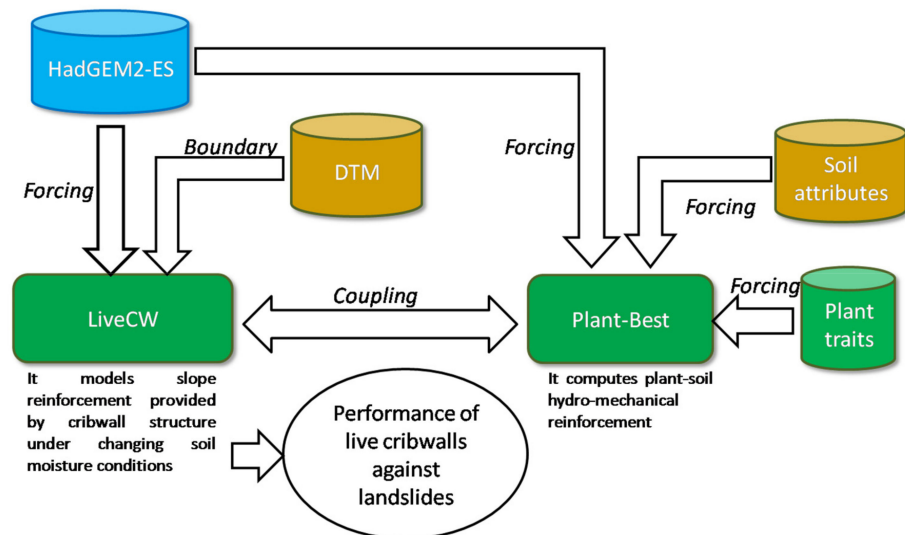 HadGEM2-ES
Boundary
DTM
Forcing
Forcing
Soil
attributes
Forcing
Forcing
LiveCW
Coupling
Plant-Best
Plant
traits
It models slope
reinforcement provided
by cribwall structure
under changing soil
moisture conditions
It computes plant-soil
hydro-mechanical
reinforcement
Performance of
live cribwalls
against
landslides